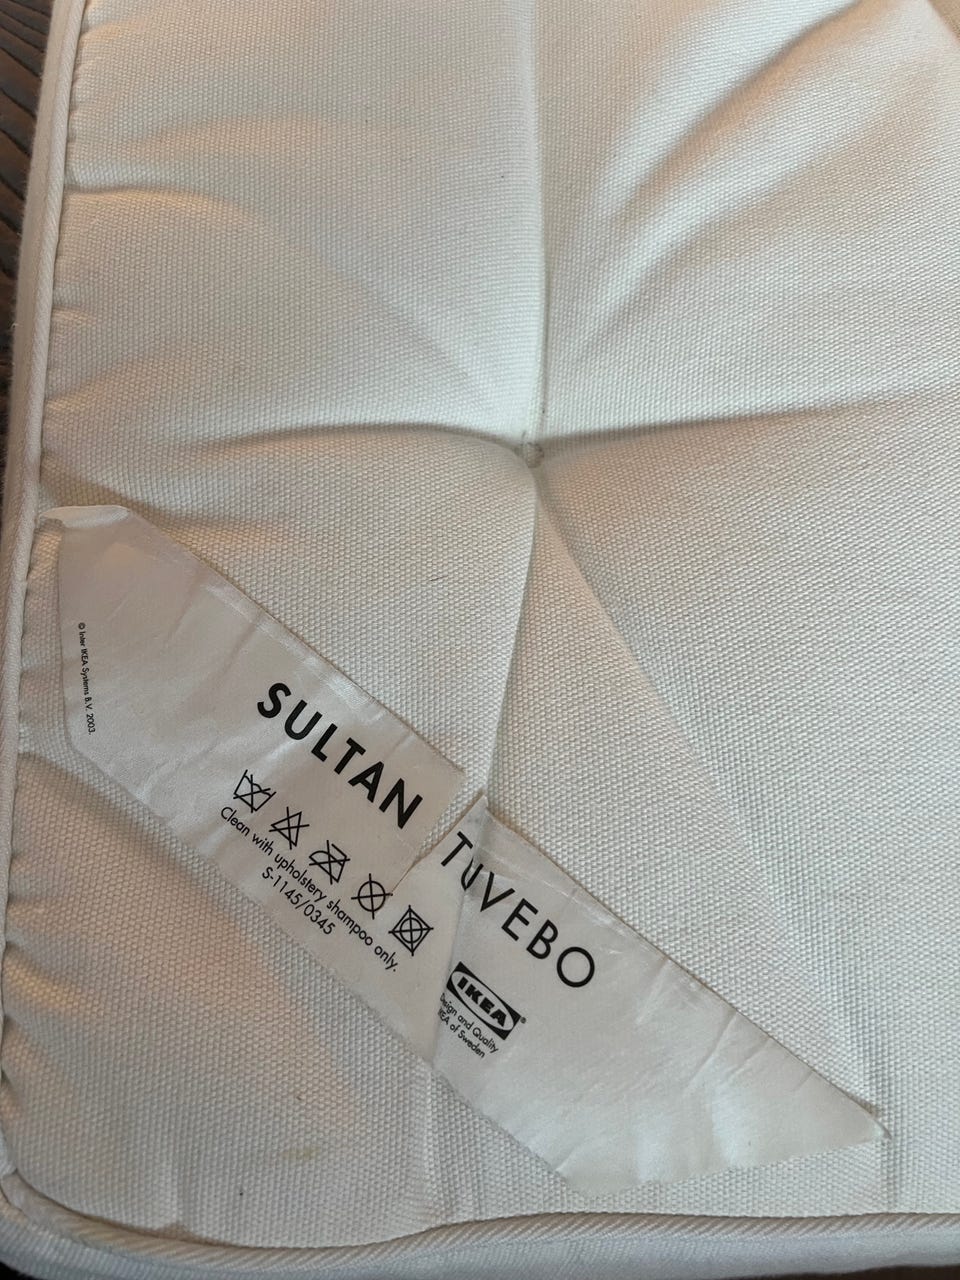 © Inter IKEA Systems B.V. 2003.
SULTAN
TUVEBO
Clean with upholstery shampoo only.
S-1145/0345
IKEA®
Design and Quality
IKEA of Sweden